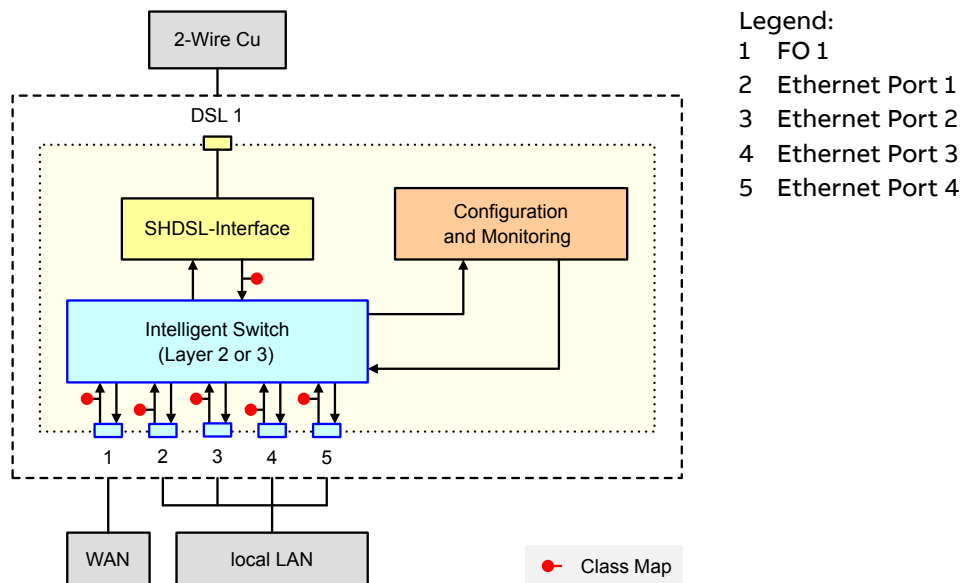 2-Wire Cu
DSL 1
SHDSL-Interface
Configuration
and Monitoring
Intelligent Switch
(Layer 2 or 3)
1 2 3 4 5
WAN
local LAN
Class Map
Legend:
1 FO 1
2 Ethernet Port 1
3 Ethernet Port 2
4 Ethernet Port 3
5 Ethernet Port 4